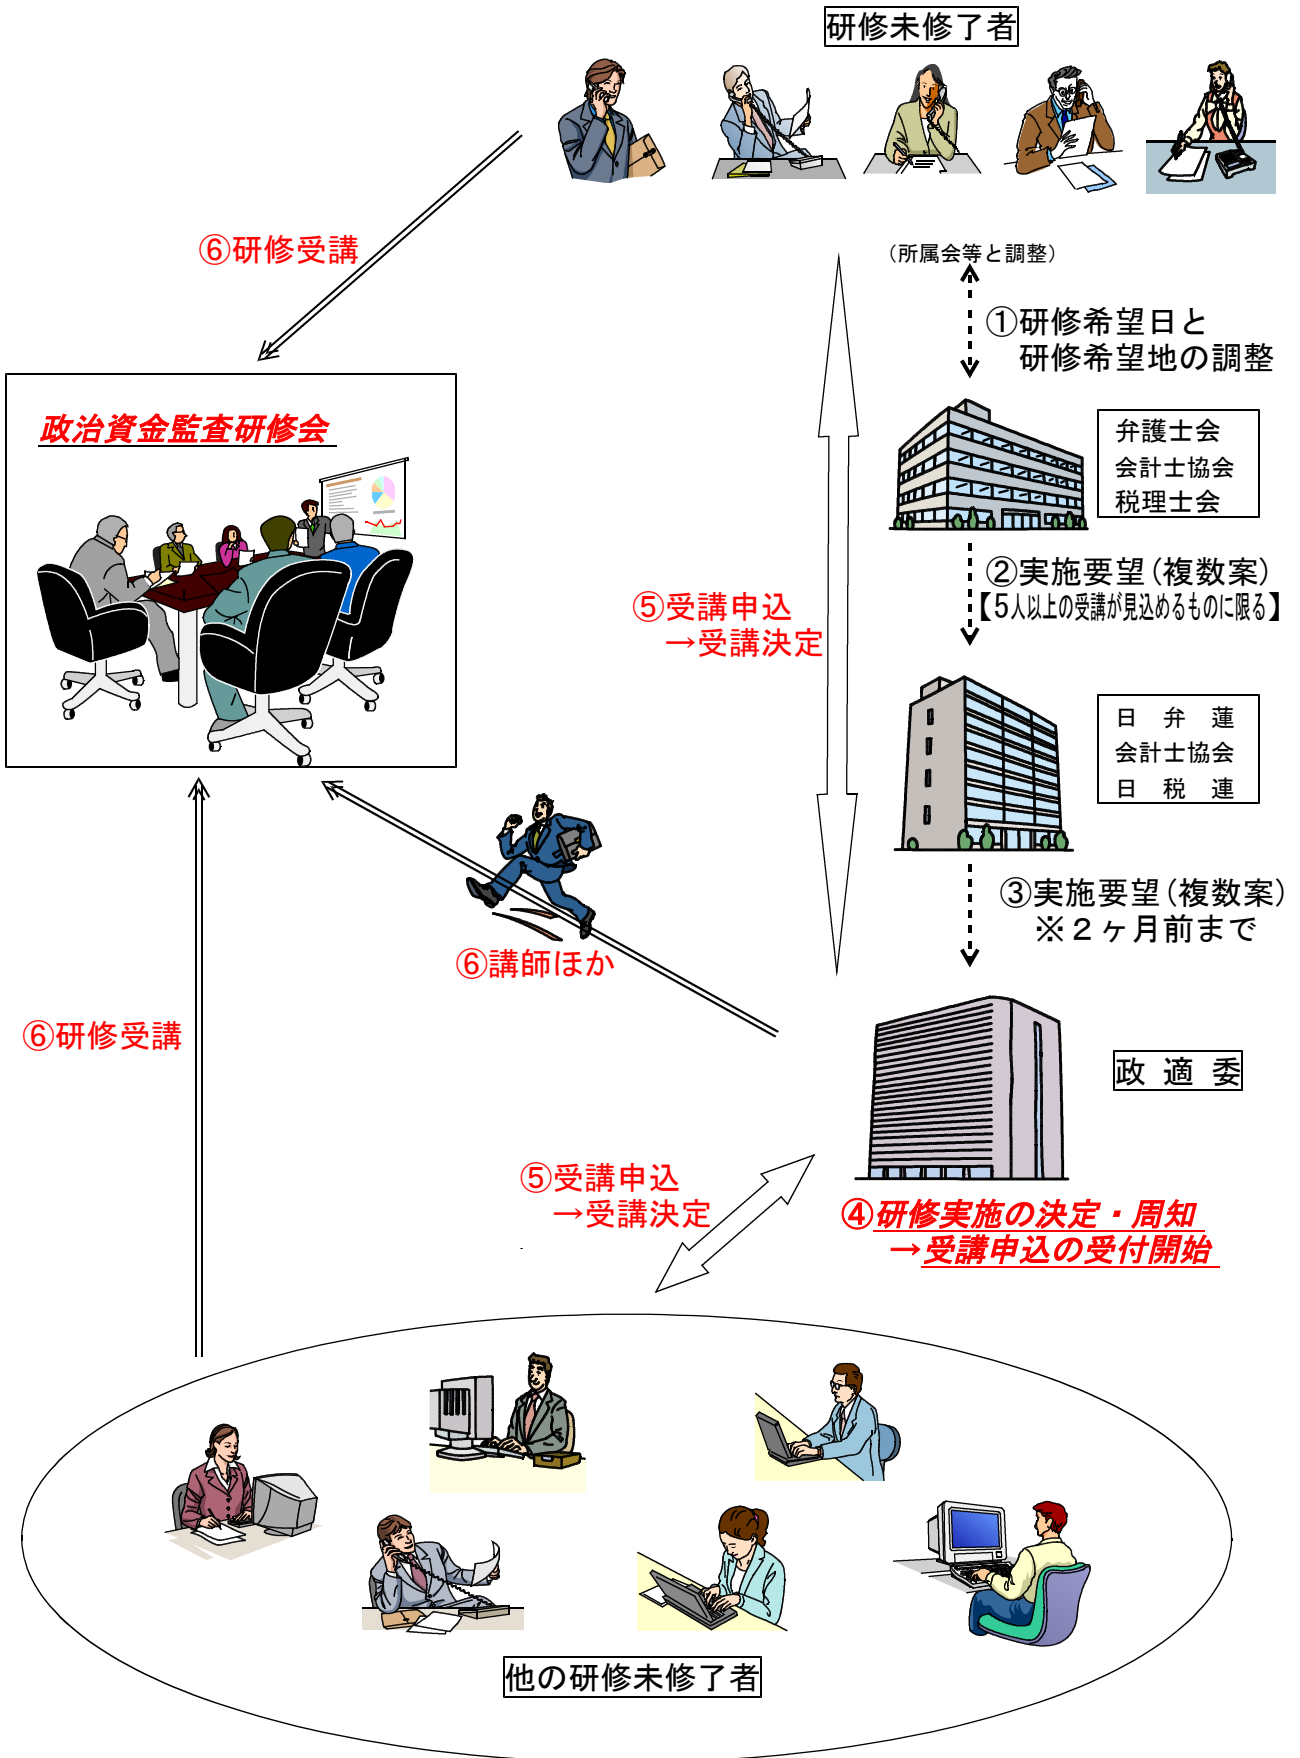 研修未修了者
⑥研修受講
（所属会等と調整）
①研修希望日と
研修希望地の調整
政治資金監査研修会
弁護士会
会計士協会
税理士会
②実施要望（複数案）
【５人以上の受講が見込めるものに限る】
⑤受講申込
→受講決定
日　弁　蓮
会計士協会
日　税　連
③実施要望（複数案）
※２ヶ月前まで
⑥講師ほか
⑥研修受講
政 適 委
⑤受講申込
→受講決定
④研修実施の決定・周知
→受講申込の受付開始
他の研修未修了者